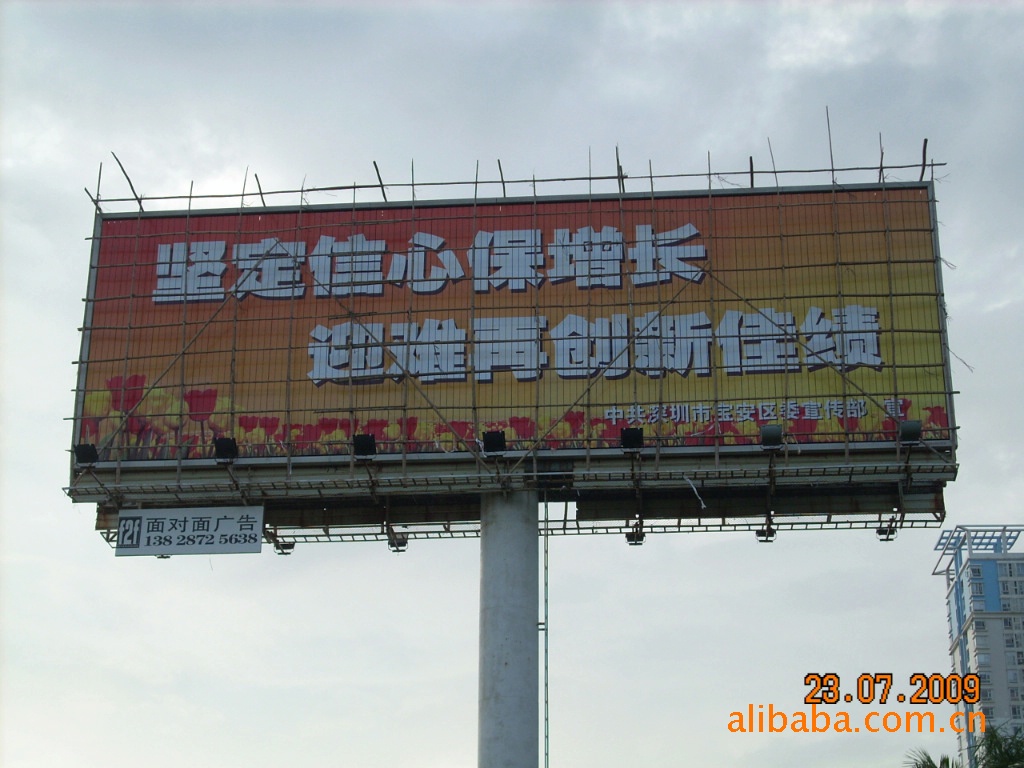 坚定信心保增长
迎难再创新佳绩
中共深圳市宝安区委宣传部 宣
f2f 面对面广告
138 2872 5638
23.07.2009
alibaba.com.cn